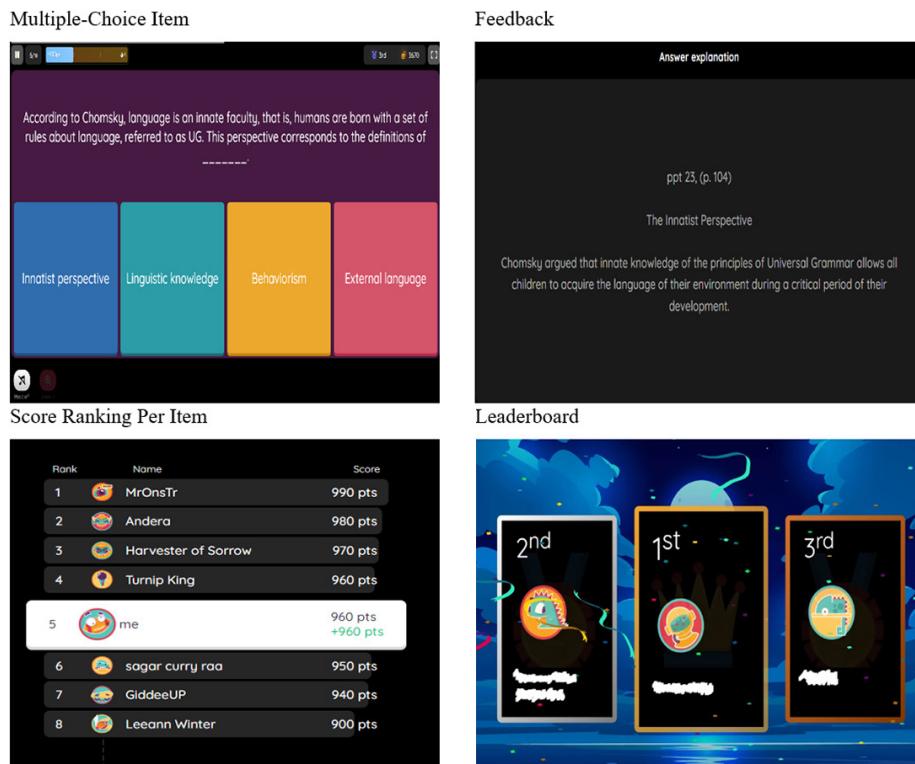 Multiple-Choice Item
Feedback
3rd
3670
According to Chomsky, language is an innate faculty, that is, humans are born with a set of
rules about language, referred to as UG. This perspective corresponds to the definitions of
_______.
Innatist perspective
Linguistic knowledge
Behaviorism
External language
Answer explanation
ppt 23, (p. 104)
The Innatist Perspective
Chomsky argued that innate knowledge of the principles of Universal Grammar allows all
children to acquire the language of their environment during a critical period of their
development.
Score Ranking Per Item
Leaderboard
Rank Name Score
1 MrOnsTr 990 pts
2 Andera 980 pts
3 Harvester of Sorrow 970 pts
4 Turnip King 960 pts
5 me 960 pts
+960 pts
6 sagar curry raa 950 pts
7 GiddeeUP 940 pts
8 Leeann Winter 900 pts
2nd
1st
3rd